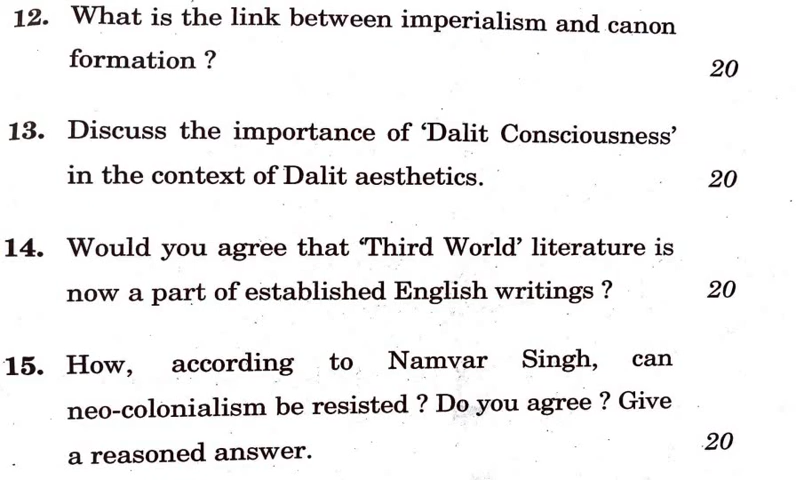 12. What is the link between imperialism and canon
formation ? 20
13. Discuss the importance of ‘Dalit Consciousness’
in the context of Dalit aesthetics. 20
14. Would you agree that ‘Third World’ literature is
now a part of established English writings ? 20
15. How, according to Namvar Singh, can
neo-colonialism be resisted ? Do you agree ? Give
a reasoned answer. 20